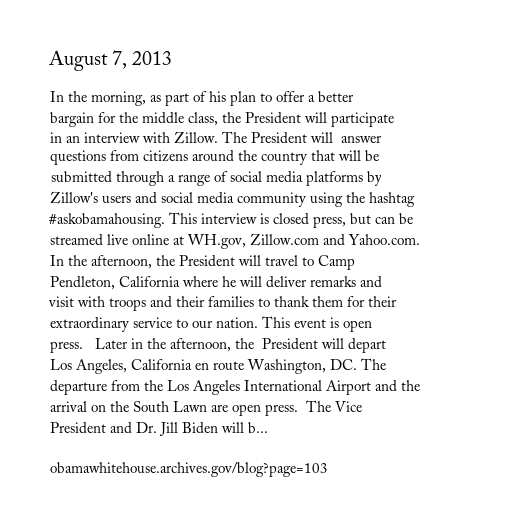 August 7, 2013
In the morning, as part of his plan to offer a better
bargain for the middle class, the President will participate
in an interview with Zillow. The President will  answer
questions from citizens around the country that will be
submitted through a range of social media platforms by
Zillow's users and social media community using the hashtag
#askobamahousing. This interview is closed press, but can be
streamed live online at WH.gov, Zillow.com and Yahoo.com.
In the afternoon, the President will travel to Camp
Pendleton, California where he will deliver remarks and
visit with troops and their families to thank them for their
extraordinary service to our nation. This event is open
press.   Later in the afternoon, the  President will depart
Los Angeles, California en route Washington, DC. The
departure from the Los Angeles International Airport and the
arrival on the South Lawn are open press.  The Vice
President and Dr. Jill Biden will b...
obamawhitehouse.archives.gov/blog?page=103